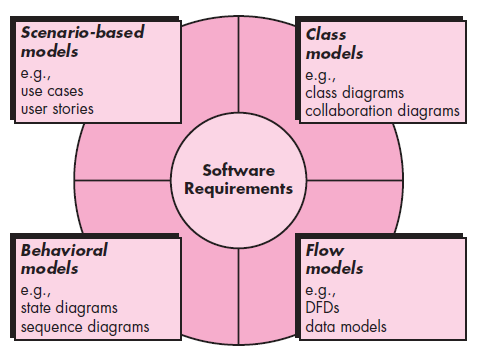 Scenario-based
models
e.g.,
use cases
user stories
Class
models
e.g.,
class diagrams
collaboration diagrams
Software
Requirements
Behavioral
models
e.g.,
state diagrams
sequence diagrams
Flow
models
e.g.,
DFDs
data models